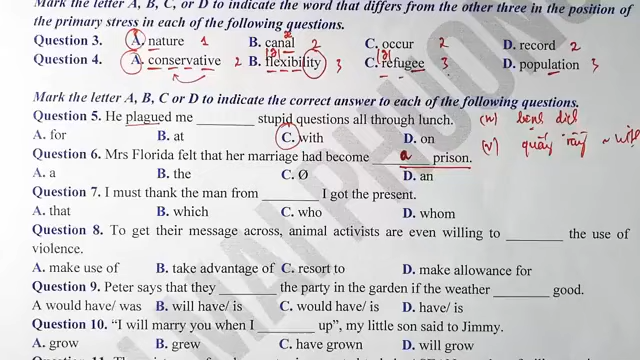 Mark the letter A, B, C, or D to indicate the word that differs from the other three in the position of
the primary stress in each of the following questions.
Question 3. A. nature 1 B. canal 2 C. occur 2 D. record 2
Question 4. A. conservative 2 B. flexibility 3 C. refugee 3 D. population 3
Mark the letter A, B, C or D to indicate the correct answer to each of the following questions.
Question 5. He plagued me ________ stupid questions all through lunch. (n) bệnh dịch
A. for B. at C. with D. on (v) quấy rầy ~ with
Question 6. Mrs Florida felt that her marriage had become ____a____ prison.
A. a B. the C. Ø D. an
Question 7. I must thank the man from ________ I got the present.
A. that B. which C. who D. whom
Question 8. To get their message across, animal activists are even willing to ________ the use of
violence.
A. make use of B. take advantage of C. resort to D. make allowance for
Question 9. Peter says that they ________ the party in the garden if the weather ________ good.
A would have/ was B. will have/ is C. would have/ is D. have/ is
Question 10. “I will marry you when I ________ up”, my little son said to Jimmy.
A. grow B. grew C. have grown D. will grow